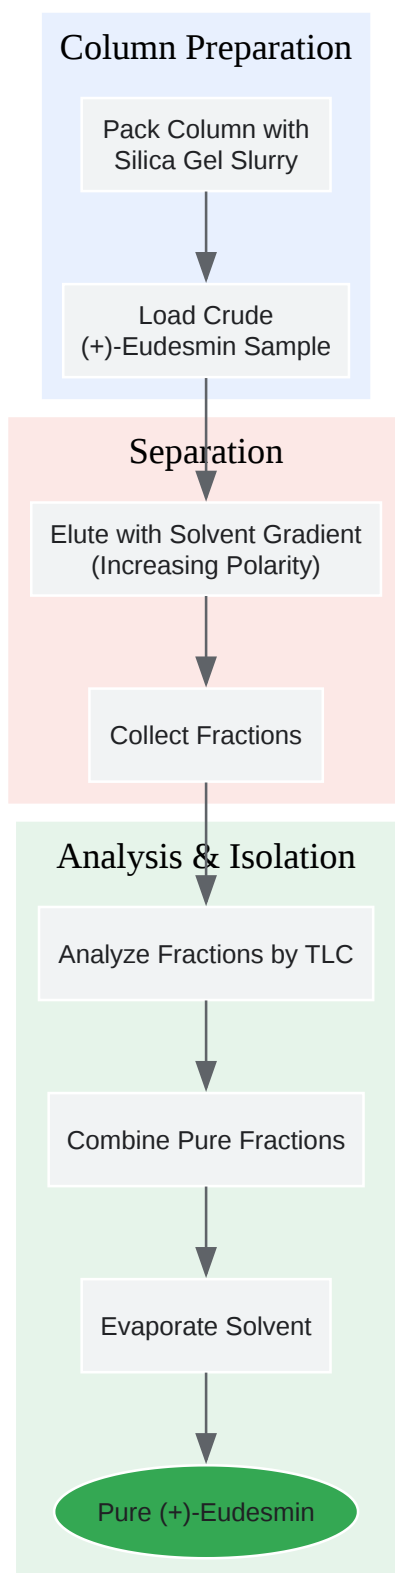 Column Preparation
Pack Column with
Silica Gel Slurry
Load Crude
(+)-Eudesmin Sample
Separation
Elute with Solvent Gradient
(Increasing Polarity)
Collect Fractions
Analysis & Isolation
Analyze Fractions by TLC
Combine Pure Fractions
Evaporate Solvent
Pure (+)-Eudesmin